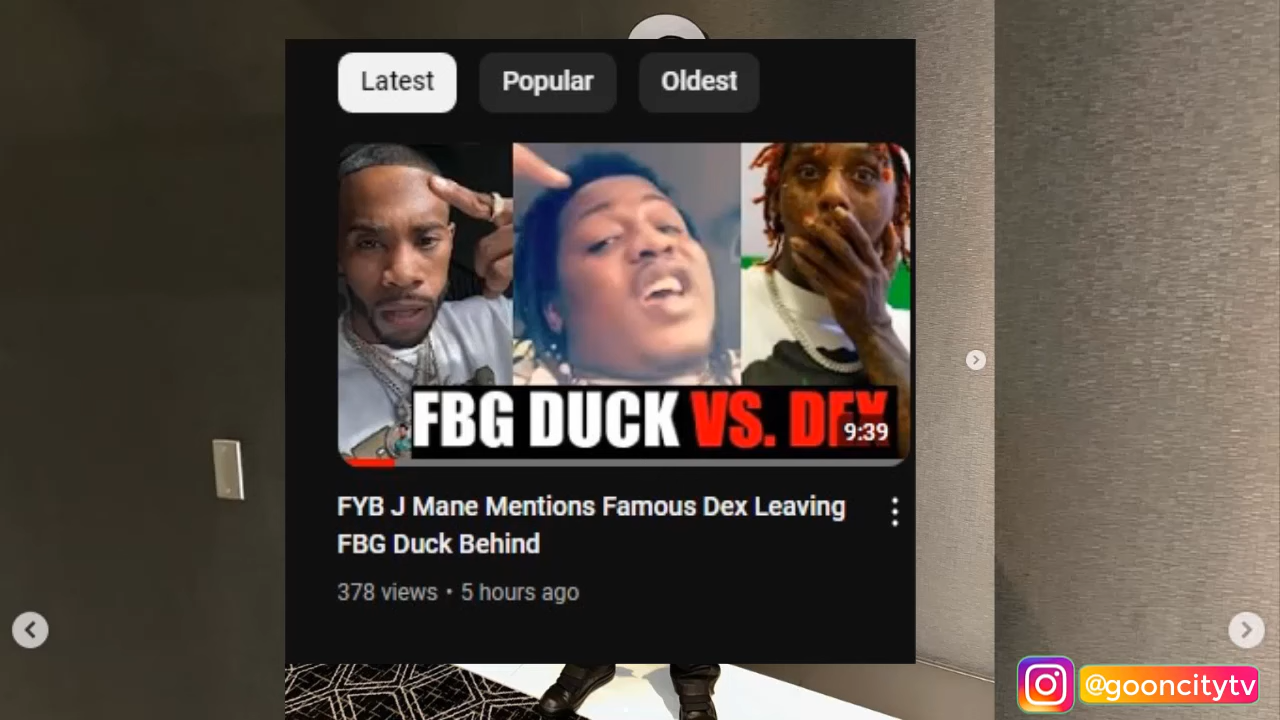 Latest Popular Oldest
FBG DUCK VS. DEX
9:39
FYB J Mane Mentions Famous Dex Leaving
FBG Duck Behind
378 views • 5 hours ago
@gooncitytv